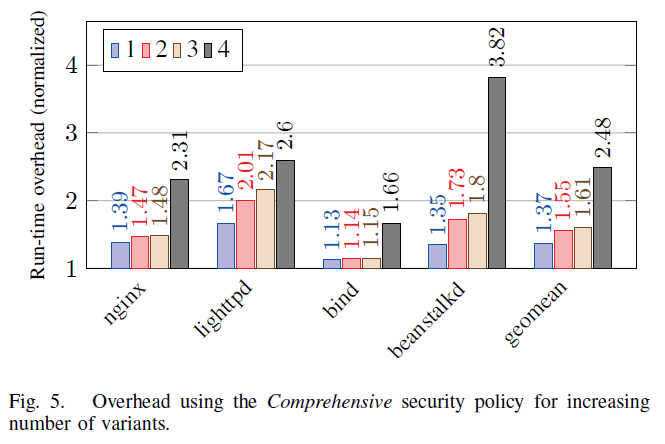 1 2 3 4
Run-time overhead (normalized)
4
3
2
1
1.39
1.47
1.48
2.31
1.67
2.01
2.17
2.6
1.13
1.14
1.15
1.66
1.35
1.73
1.8
3.82
1.37
1.55
1.61
2.48
nginx
lighttpd
bind
beanstalkd
geomean
Fig. 5. Overhead using the Comprehensive security policy for increasing
number of variants.